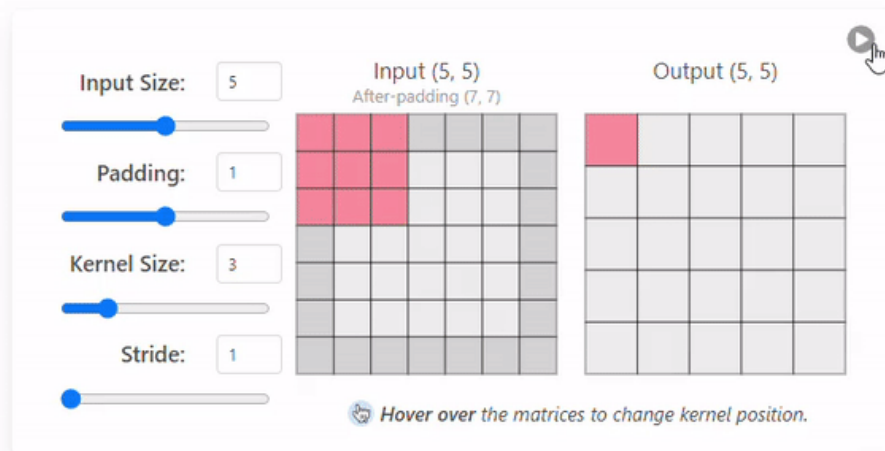 Input Size: 5
Padding: 1
Kernel Size: 3
Stride: 1
Input (5, 5)
After-padding (7, 7)
Output (5, 5)
Hover over the matrices to change kernel position.